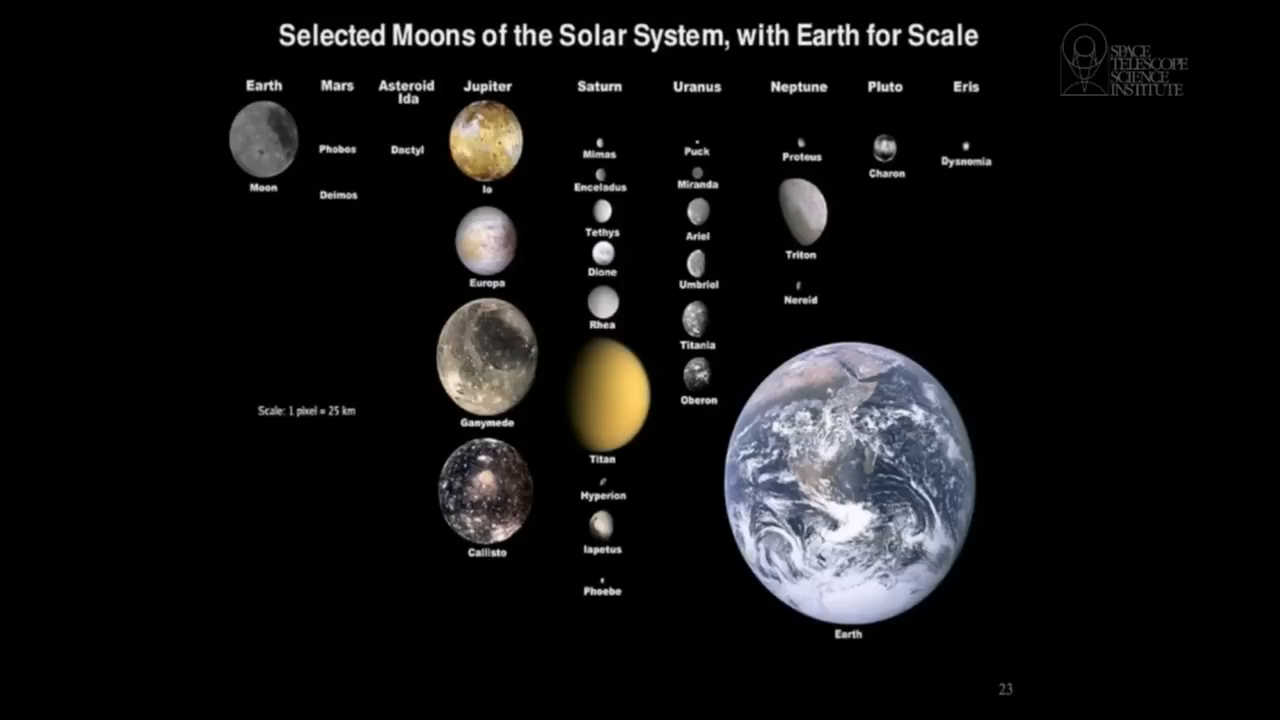 Selected Moons of the Solar System, with Earth for Scale
SPACE
TELESCOPE
SCIENCE
INSTITUTE
Earth
Mars
Asteroid
Ida
Jupiter
Saturn
Uranus
Neptune
Pluto
Eris
Moon
Phobos
Deimos
Dactyl
Io
Europa
Ganymede
Callisto
Mimas
Enceladus
Tethys
Dione
Rhea
Titan
Hyperion
Iapetus
Phoebe
Puck
Miranda
Ariel
Umbriel
Titania
Oberon
Proteus
Triton
Nereid
Charon
Dysnomia
Scale: 1 pixel = 25 km
Earth
23